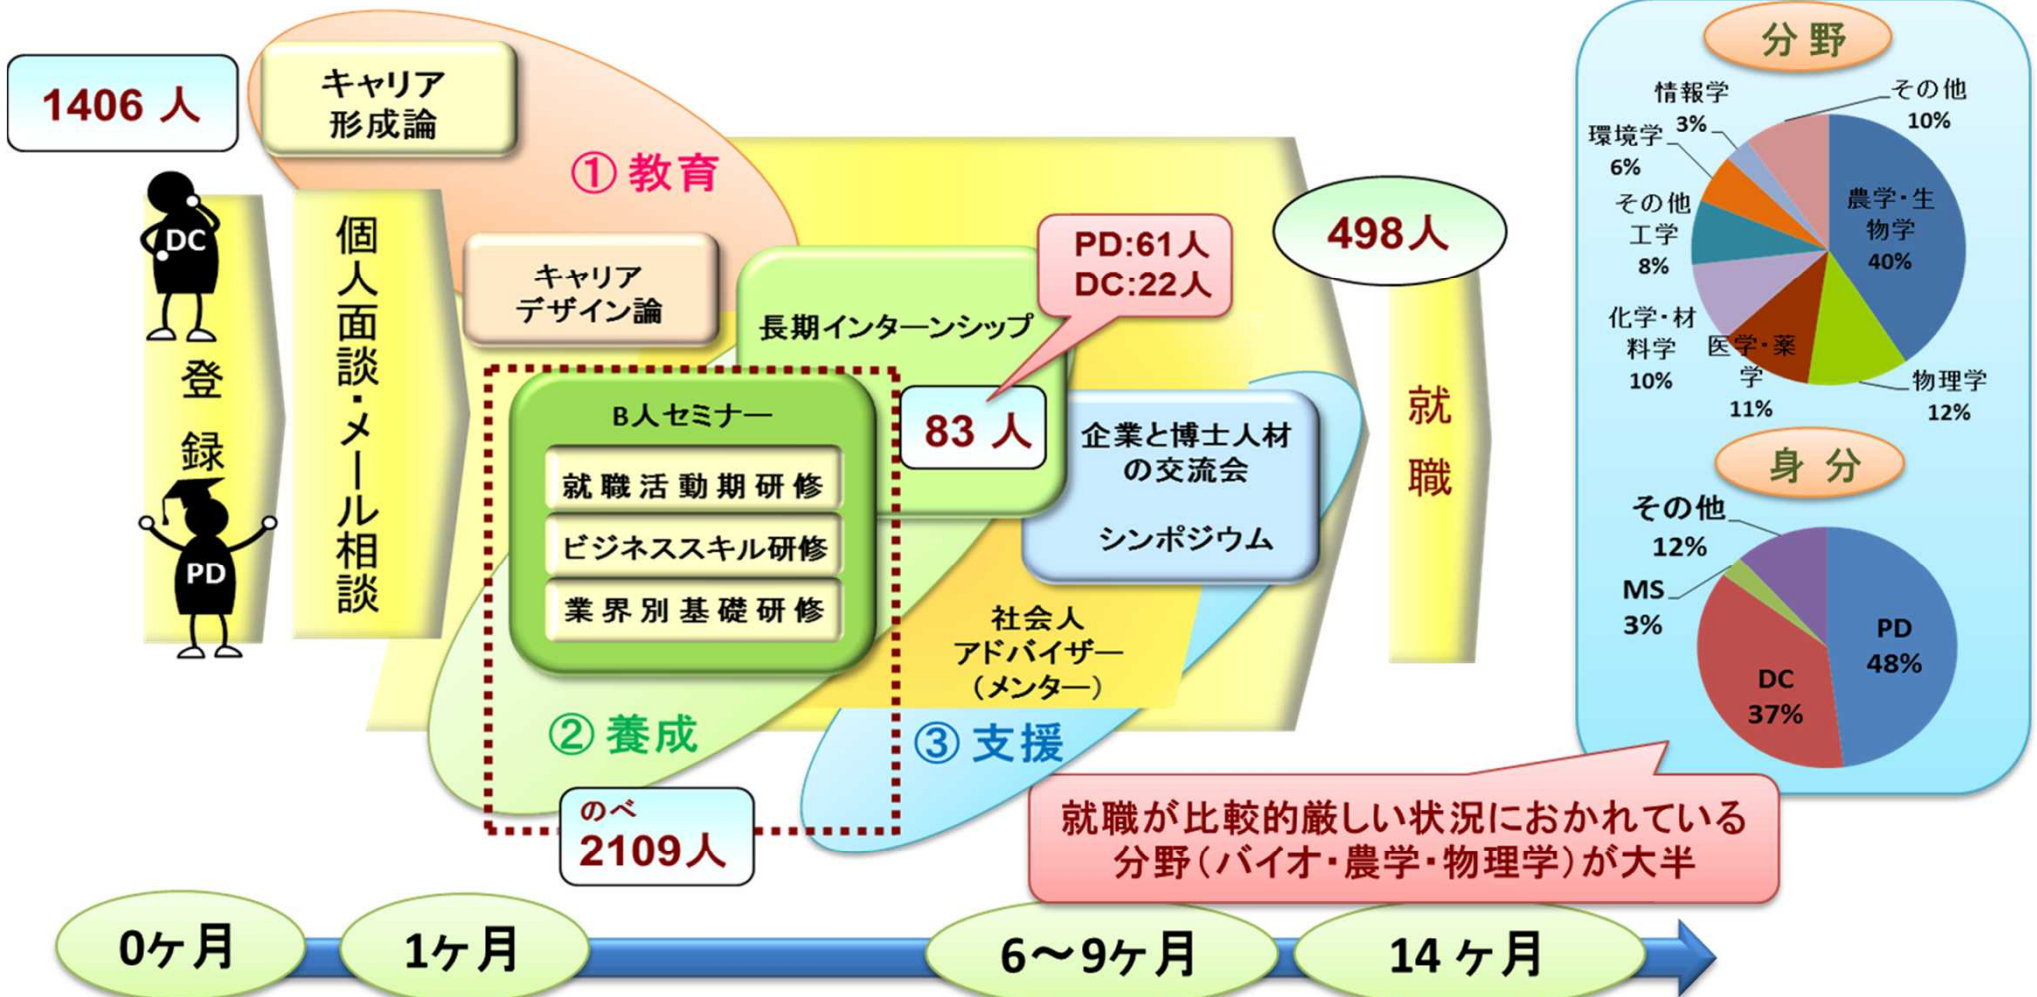 1406 人
キャリア
形成論
① 教育
DC
登録
PD
個人面談・メール相談
キャリア
デザイン論
長期インターンシップ
PD:61人
DC:22人
83 人
B人セミナー
就職活動期研修
ビジネススキル研修
業界別基礎研修
② 養成
のべ
2109人
企業と博士人材
の交流会
シンポジウム
社会人
アドバイザー
（メンター）
③ 支援
498人
就職
分野
情報学
3%
その他
10%
環境学
6%
その他
工学
8%
農学・生
物学
40%
化学・材
料学
10%
医学・薬
学
11%
物理学
12%
身分
その他
12%
MS
3%
DC
37%
PD
48%
就職が比較的厳しい状況におかれている
分野（バイオ・農学・物理学）が大半
0ヶ月
1ヶ月
6～9ヶ月
14 ヶ月